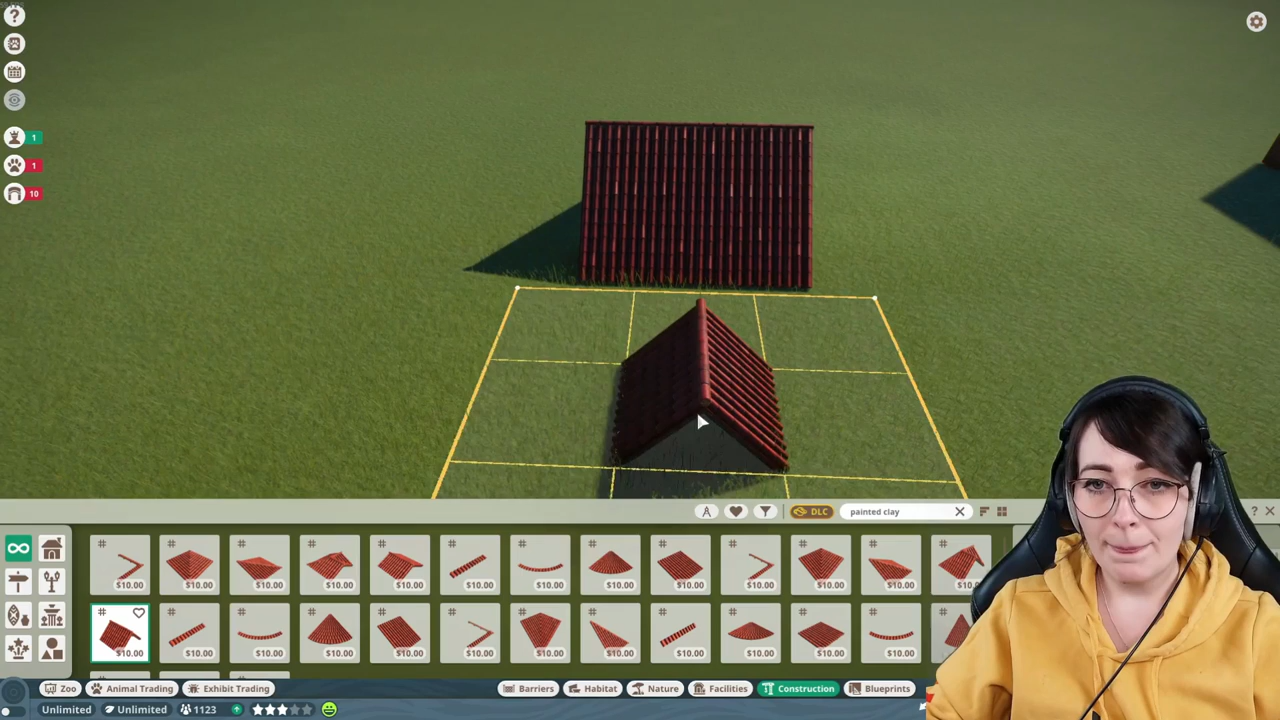 ?
1
1
10
DLC
painted clay
?
$10.00 $10.00 $10.00 $10.00 $10.00 $10.00 $10.00 $10.00 $10.00 $10.00 $10.00 $10.00 $10.00
$10.00 $10.00 $10.00 $10.00 $10.00 $10.00 $10.00 $10.00 $10.00 $10.00 $10.00 $10.00
Zoo Animal Trading Exhibit Trading Barriers Habitat Nature Facilities Construction Blueprints
Unlimited Unlimited 1123